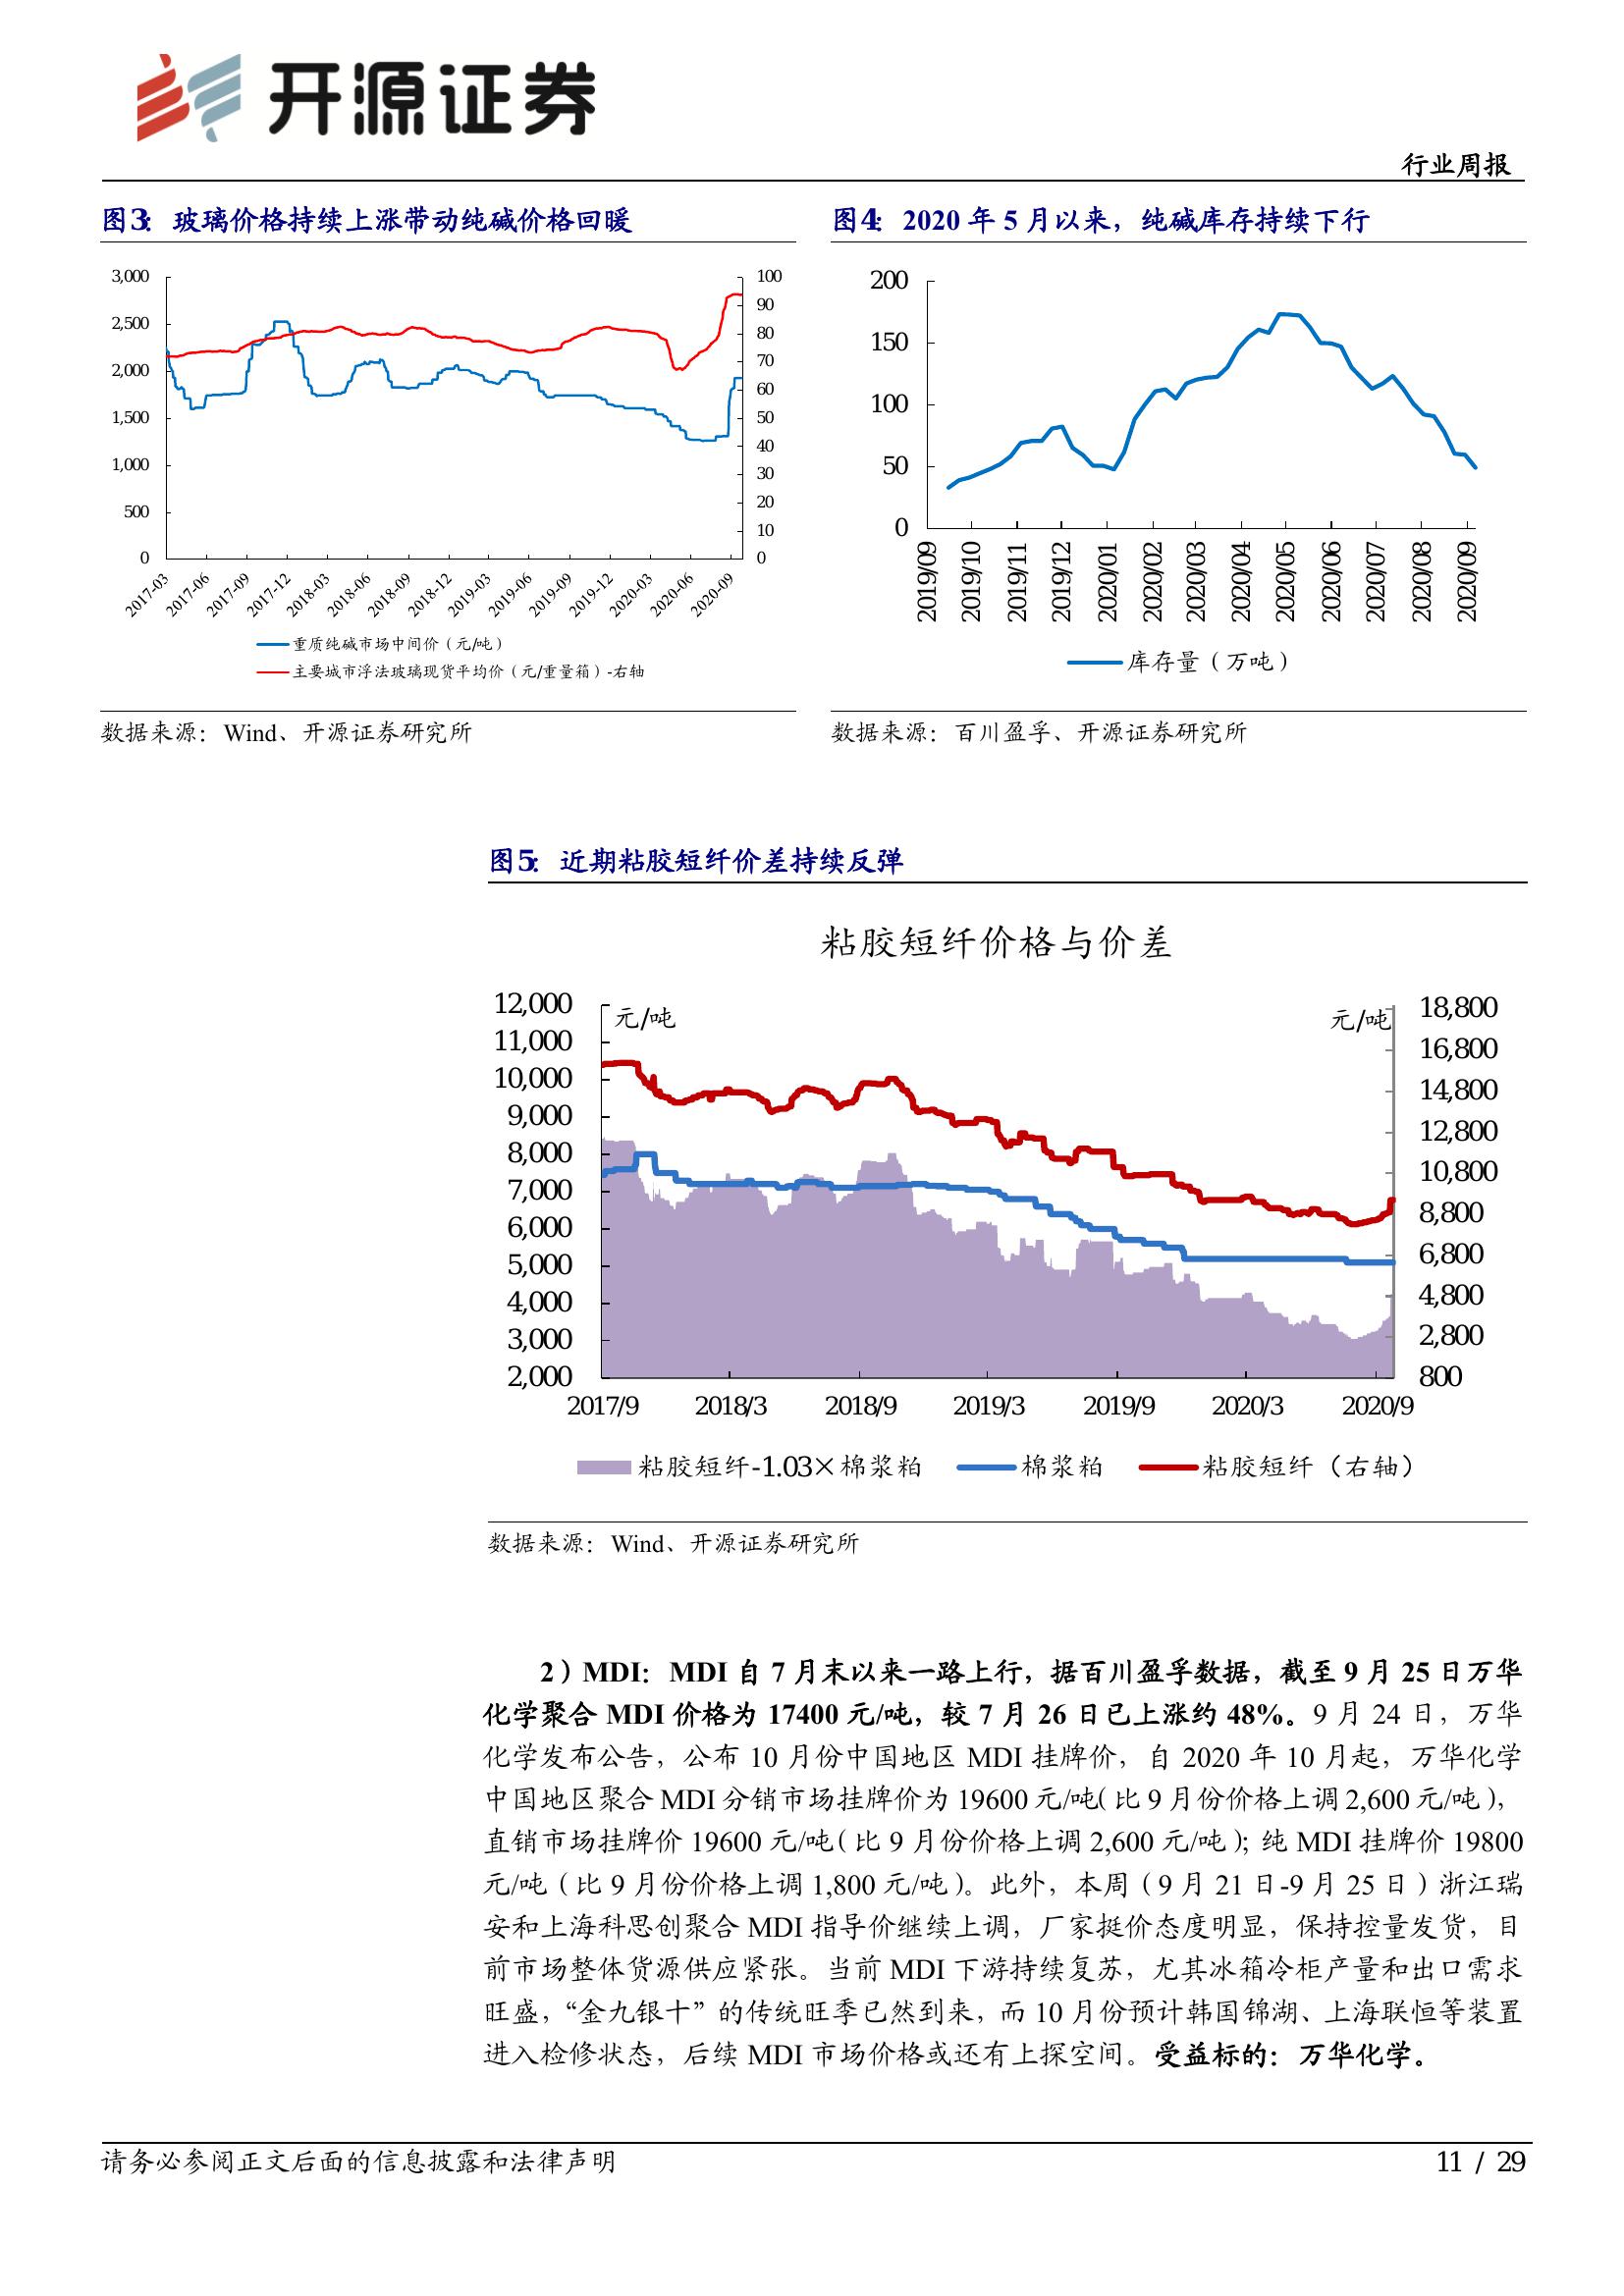 开源证券
行业周报
图3：玻璃价格持续上涨带动纯碱价格回暖
3,000
2,500
2,000
1,500
1,000
500
0
100
90
80
70
60
50
40
30
20
10
0
2017-03
2017-06
2017-09
2017-12
2018-03
2018-06
2018-09
2018-12
2019-03
2019-06
2019-09
2019-12
2020-03
2020-06
2020-09
重质纯碱市场中间价（元/吨）
主要城市浮法玻璃现货平均价（元/重量箱）-右轴
数据来源：Wind、开源证券研究所
图4：2020 年 5 月以来，纯碱库存持续下行
200
150
100
50
0
2019/09
2019/10
2019/11
2019/12
2020/01
2020/02
2020/03
2020/04
2020/05
2020/06
2020/07
2020/08
2020/09
库存量（万吨）
数据来源：百川盈孚、开源证券研究所
图5：近期粘胶短纤价差持续反弹
粘胶短纤价格与价差
元/吨
元/吨
12,000
11,000
10,000
9,000
8,000
7,000
6,000
5,000
4,000
3,000
2,000
18,800
16,800
14,800
12,800
10,800
8,800
6,800
4,800
2,800
800
2017/9
2018/3
2018/9
2019/3
2019/9
2020/3
2020/9
粘胶短纤-1.03×棉浆粕
棉浆粕
粘胶短纤（右轴）
数据来源：Wind、开源证券研究所
2）MDI：MDI 自 7 月末以来一路上行，据百川盈孚数据，截至 9 月 25 日万华
化学聚合 MDI 价格为 17400 元/吨，较 7 月 26 日已上涨约 48%。9 月 24 日，万华
化学发布公告，公布 10 月份中国地区 MDI 挂牌价，自 2020 年 10 月起，万华化学
中国地区聚合 MDI 分销市场挂牌价为 19600 元/吨（比 9 月份价格上调 2,600 元/吨），
直销市场挂牌价 19600 元/吨（比 9 月份价格上调 2,600 元/吨）；纯 MDI 挂牌价 19800
元/吨（比 9 月份价格上调 1,800 元/吨）。此外，本周（9 月 21 日-9 月 25 日）浙江瑞
安和上海科思创聚合 MDI 指导价继续上调，厂家挺价态度明显，保持控量发货，目
前市场整体货源供应紧张。当前 MDI 下游持续复苏，尤其冰箱冷柜产量和出口需求
旺盛，“金九银十”的传统旺季已然到来，而 10 月份预计韩国锦湖、上海联恒等装置
进入检修状态，后续 MDI 市场价格或还有上探空间。受益标的：万华化学。
请务必参阅正文后面的信息披露和法律声明
11 / 29